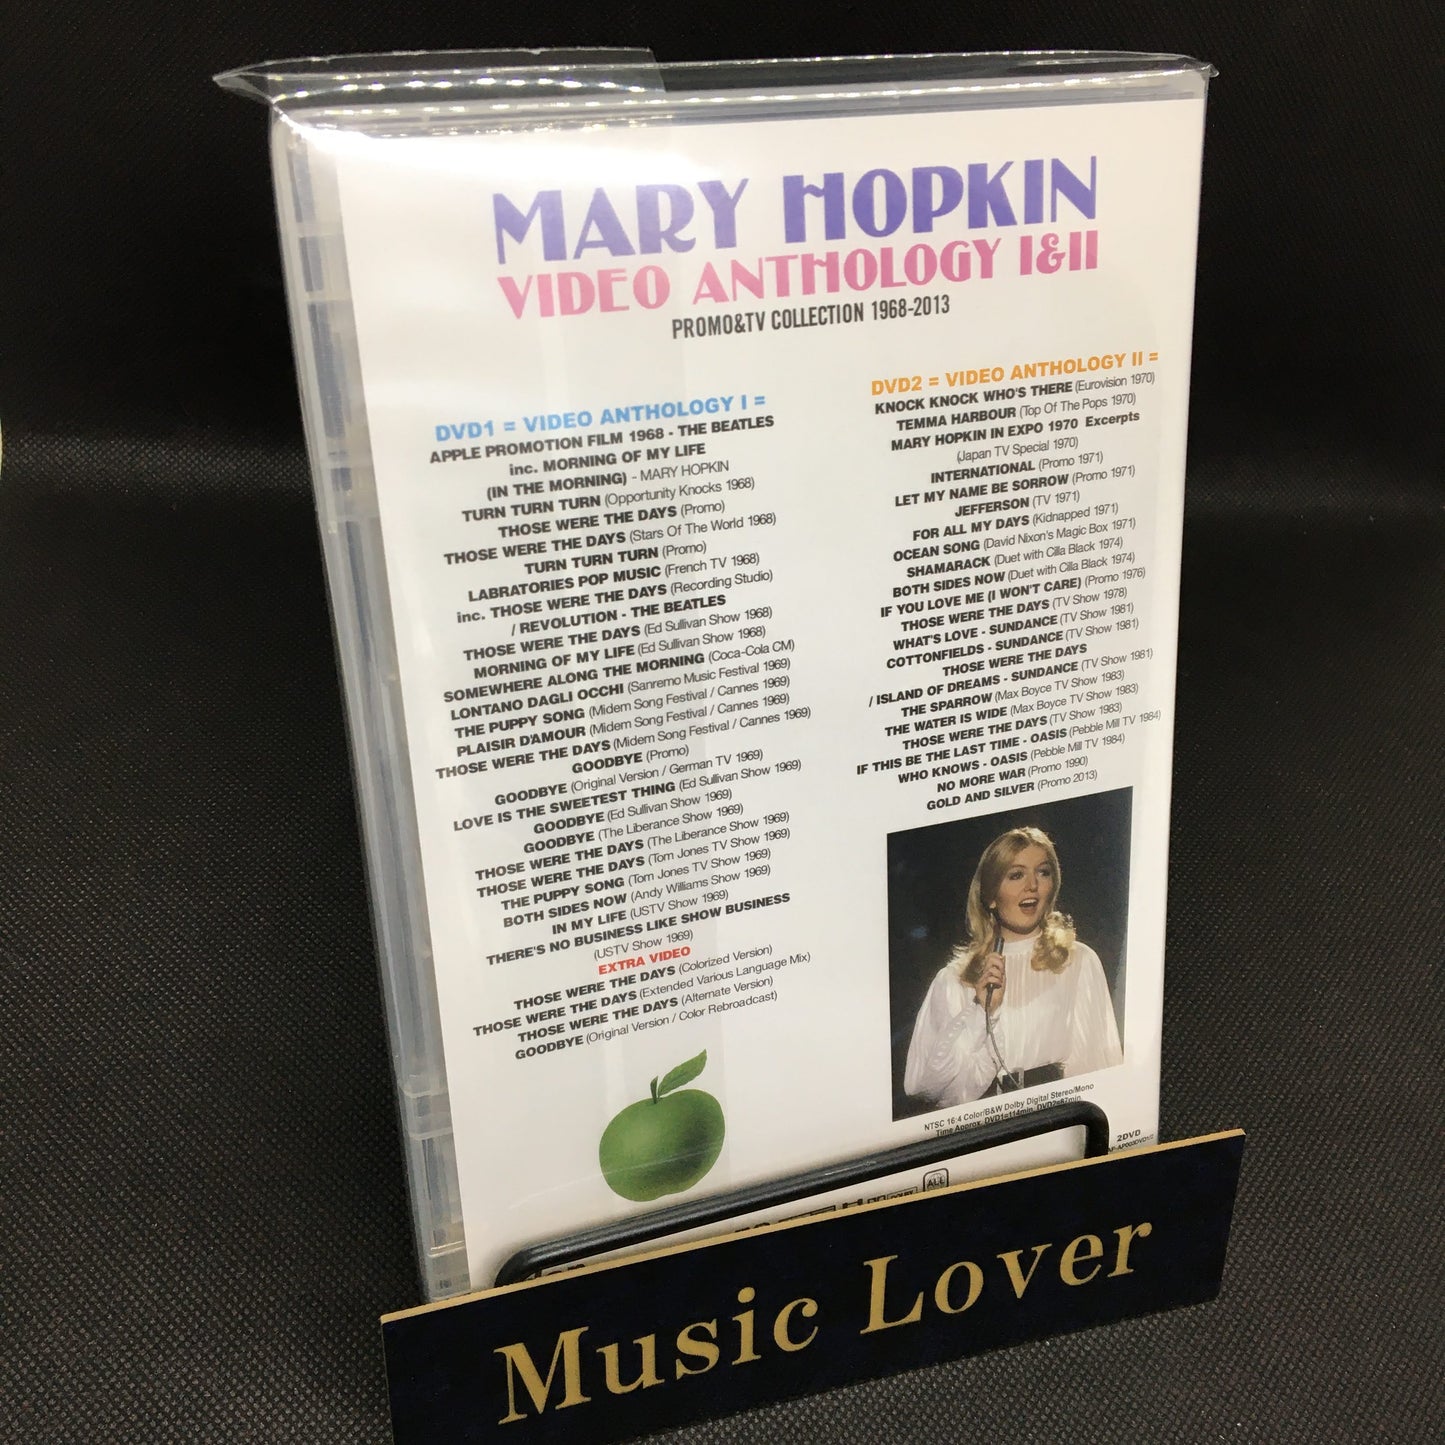 MARY HOPKIN
VIDEO ANTHOLOGY I&II
PROMO&TV COLLECTION 1968-2013
DVD1 = VIDEO ANTHOLOGY I =
APPLE PROMOTION FILM 1968 - THE BEATLES
inc. MORNING OF MY LIFE
(IN THE MORNING) - MARY HOPKIN
TURN TURN TURN (Opportunity Knocks 1968)
THOSE WERE THE DAYS (Promo)
THOSE WERE THE DAYS (Stars Of The World 1968)
TURN TURN TURN (Promo)
LABRATORIES POP MUSIC (French TV 1968)
inc. THOSE WERE THE DAYS (Recording Studio)
/ REVOLUTION - THE BEATLES
THOSE WERE THE DAYS (Ed Sullivan Show 1968)
MORNING OF MY LIFE (Ed Sullivan Show 1968)
SOMEWHERE ALONG THE MORNING (Coca-Cola CM)
LONTANO DAGLI OCCHI (Sanremo Music Festival 1969)
THE PUPPY SONG (Midem Song Festival / Cannes 1969)
PLAISIR D'AMOUR (Midem Song Festival / Cannes 1969)
THOSE WERE THE DAYS (Midem Song Festival / Cannes 1969)
GOODBYE (Promo)
GOODBYE (Original Version / German TV 1969)
LOVE IS THE SWEETEST THING (Ed Sullivan Show 1969)
GOODBYE (Ed Sullivan Show 1969)
GOODBYE (The Liberance Show 1969)
THOSE WERE THE DAYS (The Liberance Show 1969)
THOSE WERE THE DAYS (Tom Jones TV Show 1969)
THE PUPPY SONG (Tom Jones TV Show 1969)
BOTH SIDES NOW (Andy Williams Show 1969)
IN MY LIFE (USTV Show 1969)
THERE'S NO BUSINESS LIKE SHOW BUSINESS
(USTV Show 1969)
EXTRA VIDEO
THOSE WERE THE DAYS (Colorized Version)
THOSE WERE THE DAYS (Extended Various Language Mix)
THOSE WERE THE DAYS (Alternate Version)
GOODBYE (Original Version / Color Rebroadcast)
DVD2 = VIDEO ANTHOLOGY II =
KNOCK KNOCK WHO'S THERE (Eurovision 1970)
TEMMA HARBOUR (Top Of The Pops 1970)
MARY HOPKIN IN EXPO 1970 Excerpts
(Japan TV Special 1970)
INTERNATIONAL (Promo 1971)
LET MY NAME BE SORROW (Promo 1971)
JEFFERSON (TV 1971)
FOR ALL MY DAYS (Kidnapped 1971)
OCEAN SONG (David Nixon's Magic Box 1971)
SHAMARACK (Duet with Cilla Black 1974)
BOTH SIDES NOW (Duet with Cilla Black 1974)
IF YOU LOVE ME (I WON'T CARE) (Promo 1976)
THOSE WERE THE DAYS (TV Show 1978)
WHAT'S LOVE - SUNDANCE (TV Show 1981)
COTTONFIELDS - SUNDANCE (TV Show 1981)
THOSE WERE THE DAYS
/ ISLAND OF DREAMS - SUNDANCE (TV Show 1981)
THE SPARROW (Max Boyce TV Show 1983)
THE WATER IS WIDE (Max Boyce TV Show 1983)
THOSE WERE THE DAYS (TV Show 1983)
IF THIS BE THE LAST TIME - OASIS (Pebble Mill TV 1984)
WHO KNOWS - OASIS (Pebble Mill TV 1984)
NO MORE WAR (Promo 1990)
GOLD AND SILVER (Promo 2013)
NTSC 16:4 Color/B&W Dolby Digital Stereo/Mono
Time Approx. DVD1=114min. DVD2=87min.
2DVD
ALL
Music Lover